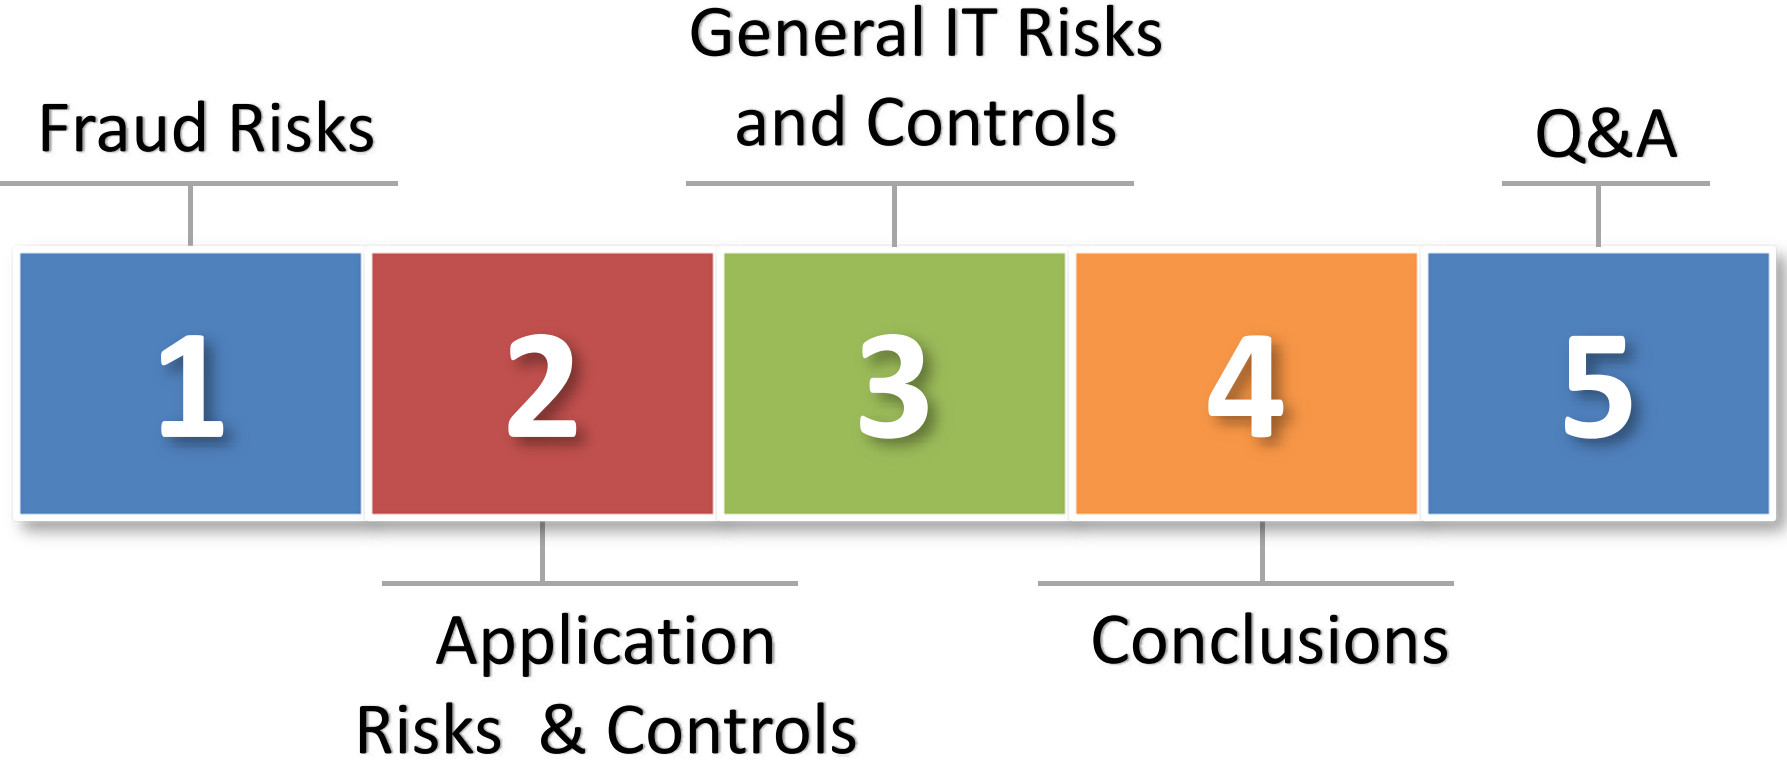 General IT Risks
and Controls
Fraud Risks
Q&A
1
2
3
4
5
Application
Risks & Controls
Conclusions